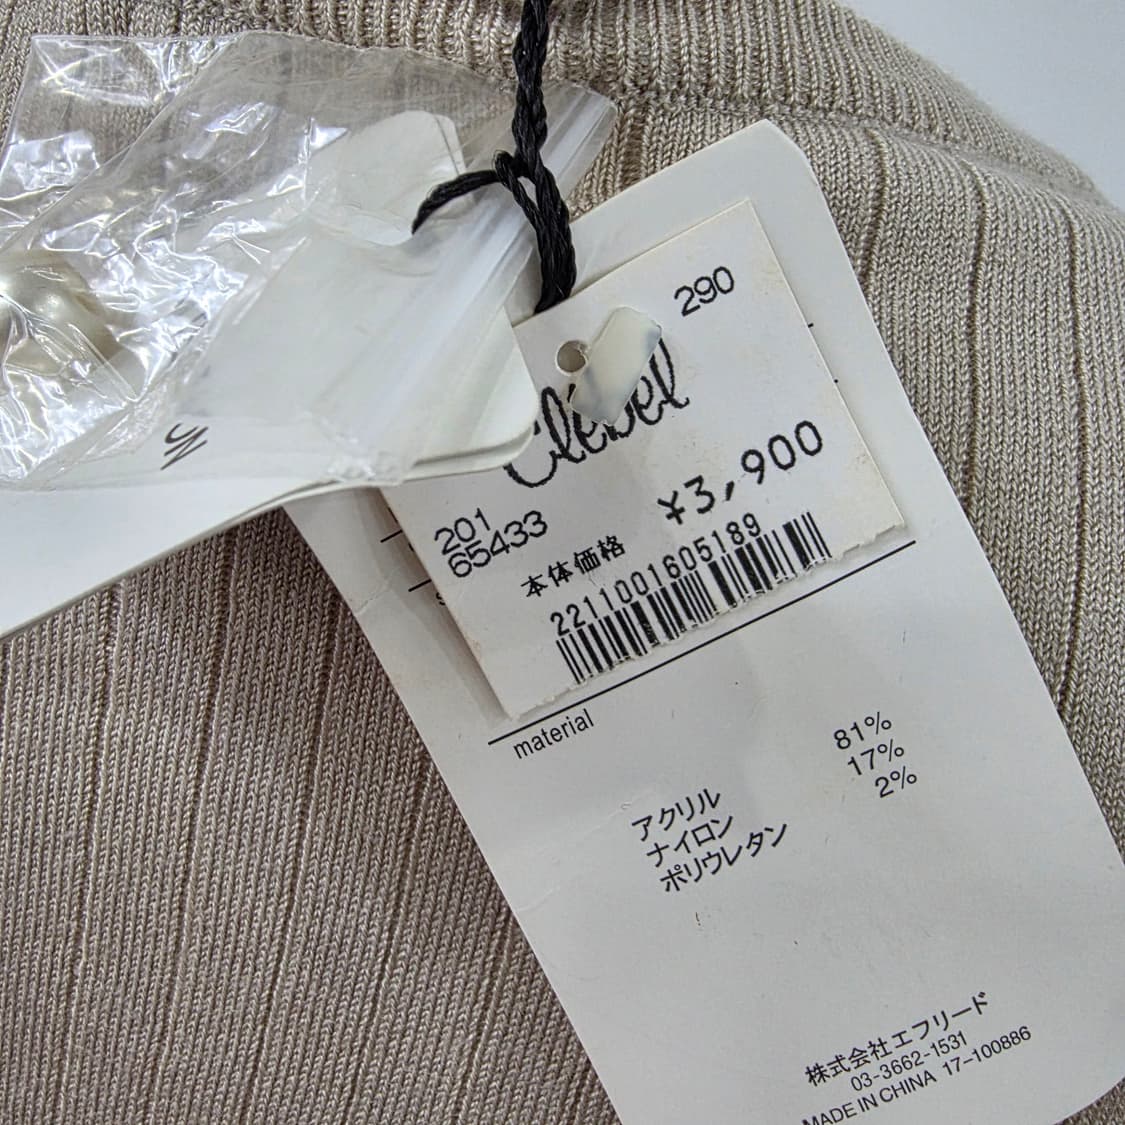 290
Clebel
¥3,900
201
65433
本体価格
2211001605189
material
アクリル 81%
ナイロン 17%
ポリウレタン 2%
株式会社エフリード
03-3662-1531
MADE IN CHINA 17-100886